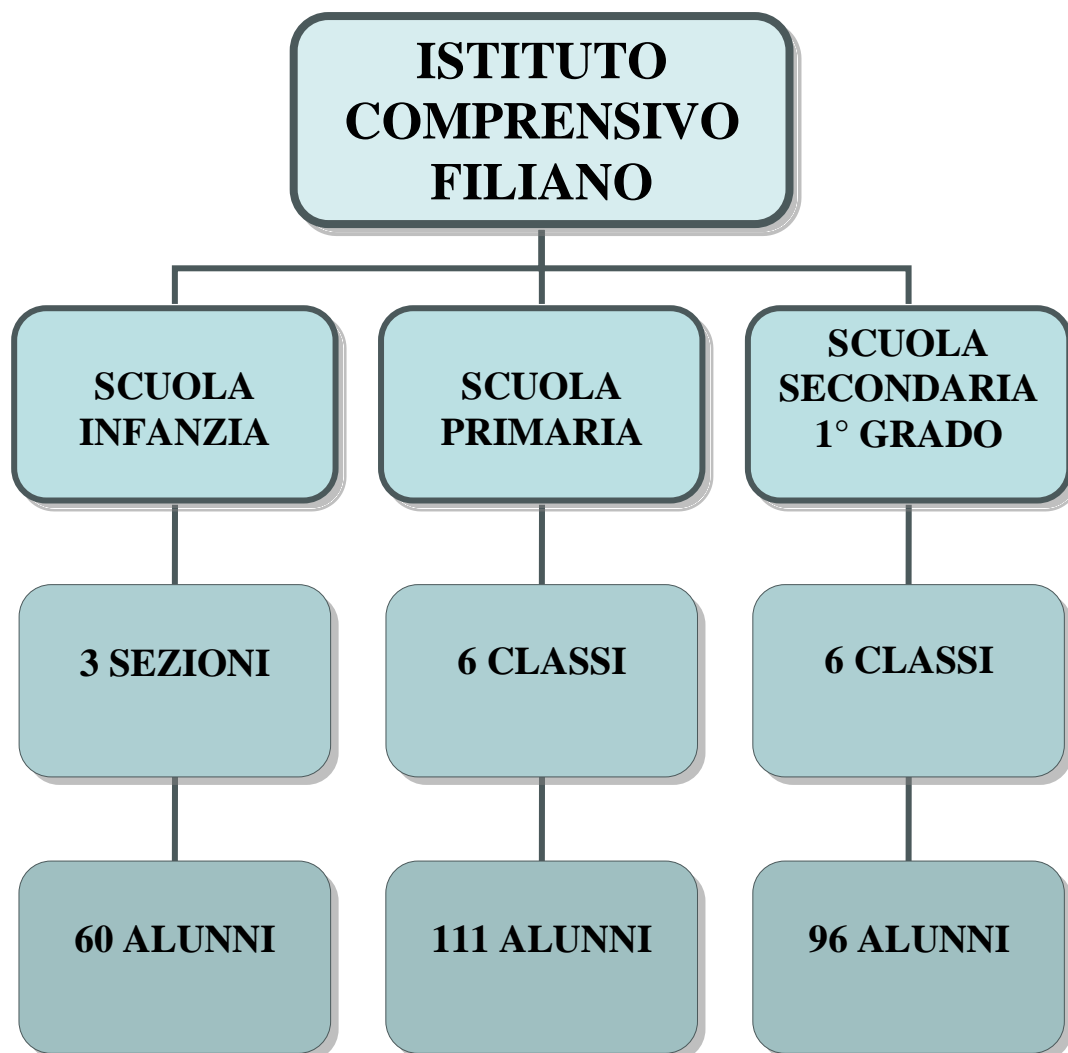 ISTITUTO
COMPRENSIVO
FILIANO
SCUOLA
INFANZIA
SCUOLA
PRIMARIA
SCUOLA
SECONDARIA
1° GRADO
3 SEZIONI
6 CLASSI
6 CLASSI
60 ALUNNI
111 ALUNNI
96 ALUNNI